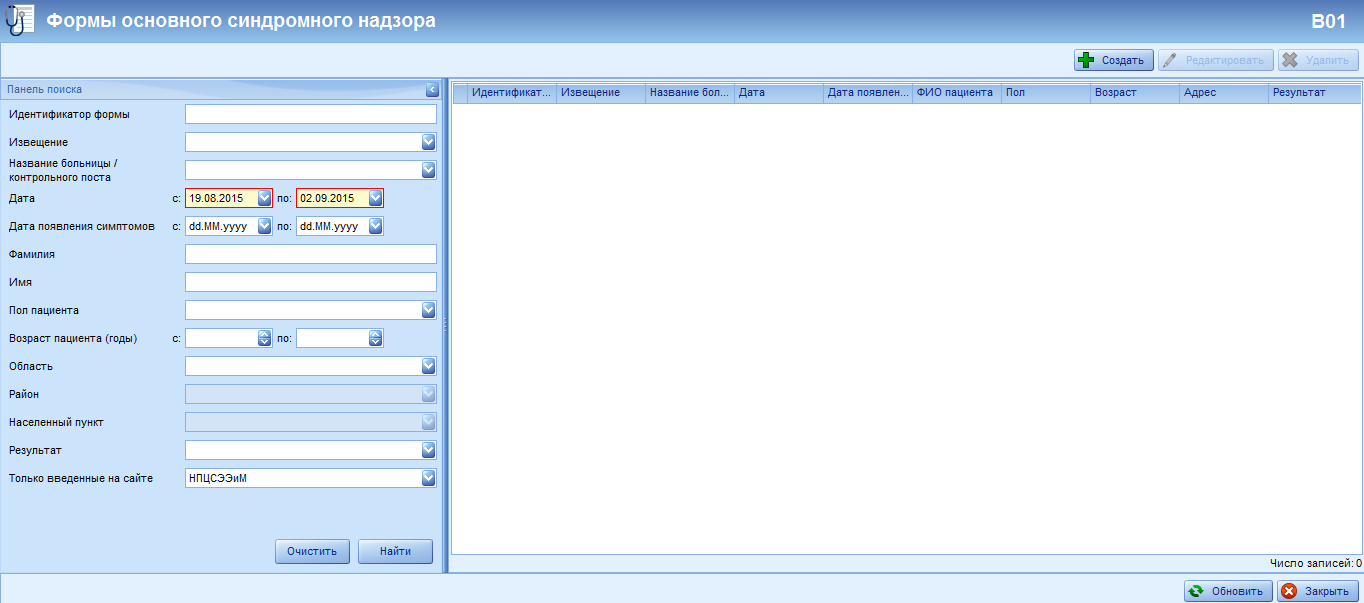 Формы основного синдромного надзора
B01
Создать
Редактировать
Удалить
Панель поиска
Идентификатор формы
Извещение
Название больницы /
контрольного поста
Дата с: 19.08.2015 по: 02.09.2015
Дата появления симптомов с: dd.MM.yyyy по: dd.MM.yyyy
Фамилия
Имя
Пол пациента
Возраст пациента (годы) с: по:
Область
Район
Населенный пункт
Результат
Только введенные на сайте НПЦСЭЭиМ
Очистить
Найти
Идентификат... Извещение Название бол... Дата Дата появлен... ФИО пациента Пол Возраст Адрес Результат
Число записей: 0
Обновить
Закрыть